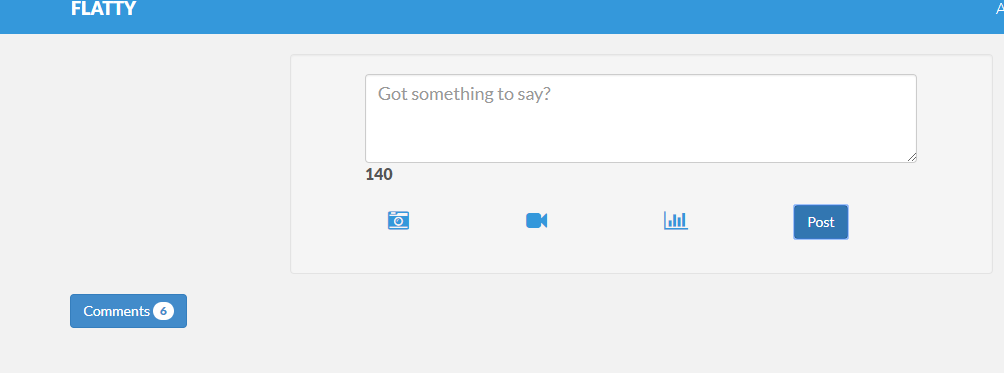 FLATTY
A
Got something to say?
140
Post
Comments 6